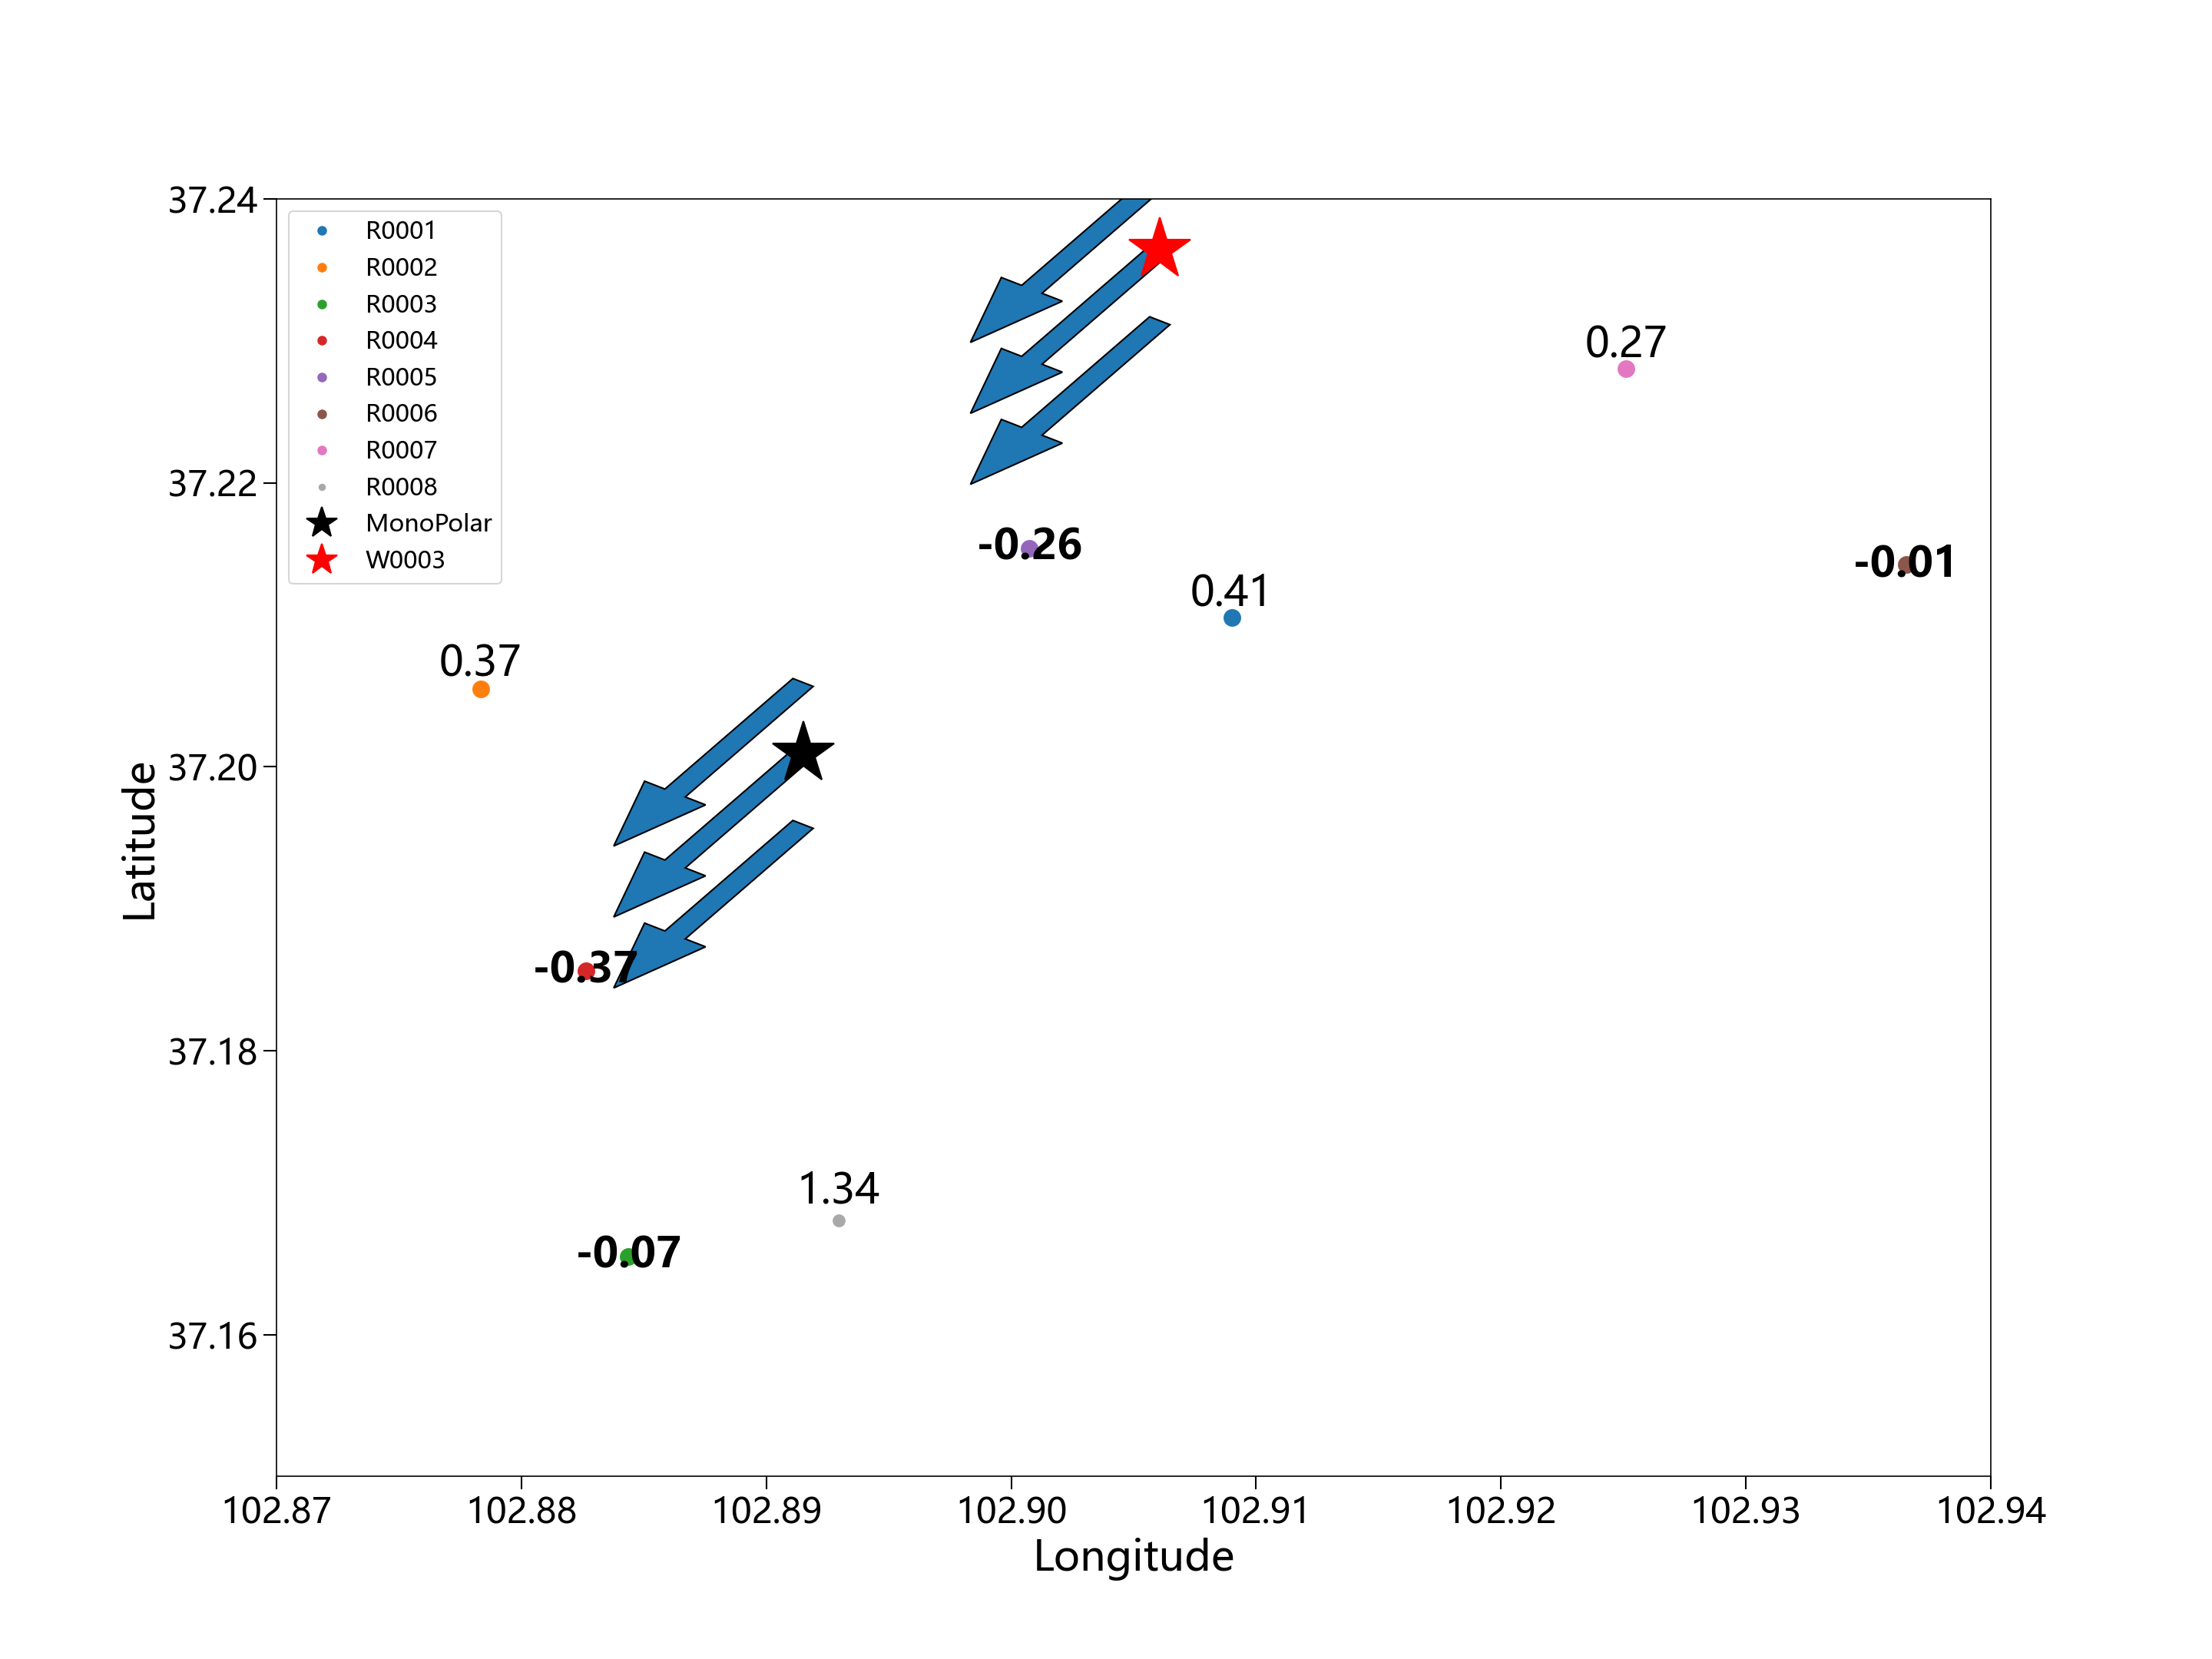 37.24
37.22
37.20
37.18
37.16
Latitude
R0001
R0002
R0003
R0004
R0005
R0006
R0007
R0008
MonoPolar
W0003
0.27
-0.26
-0.01
0.41
0.37
-0.37
1.34
-0.07
102.87 102.88 102.89 102.90 102.91 102.92 102.93 102.94
Longitude